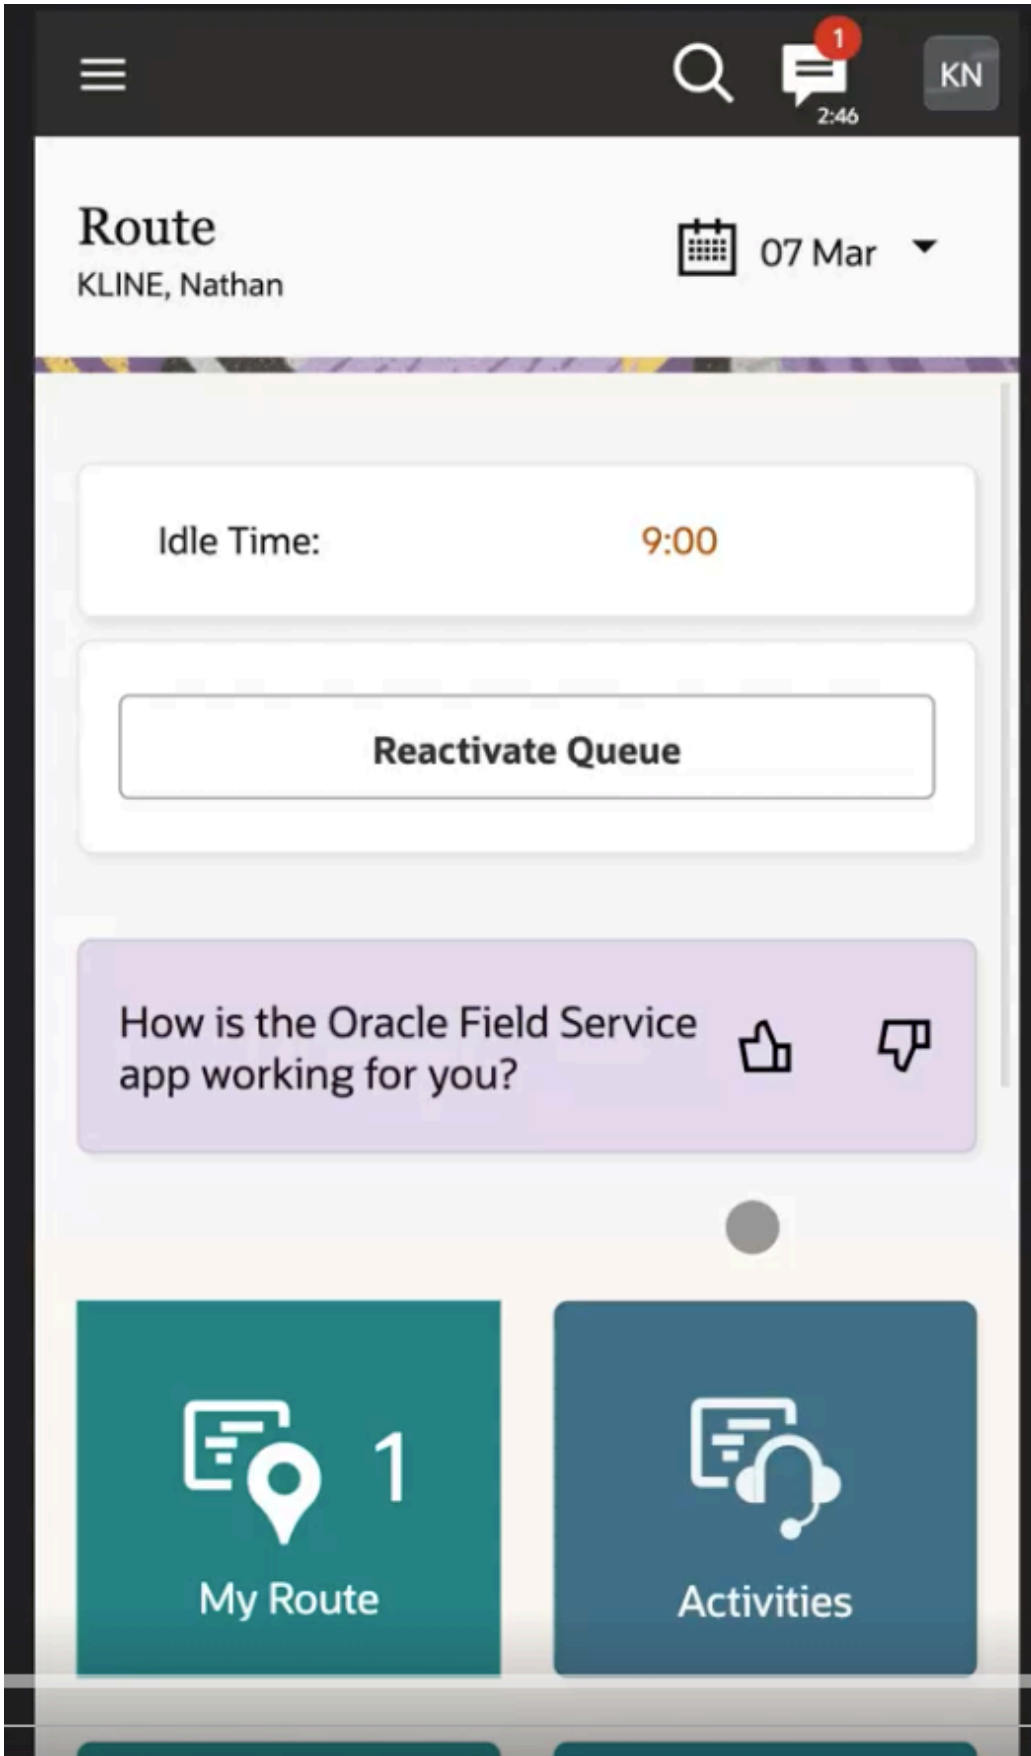 1
2:46
KN
Route
KLINE, Nathan
07 Mar
Idle Time:
9:00
Reactivate Queue
How is the Oracle Field Service
app working for you?
1
My Route
Activities